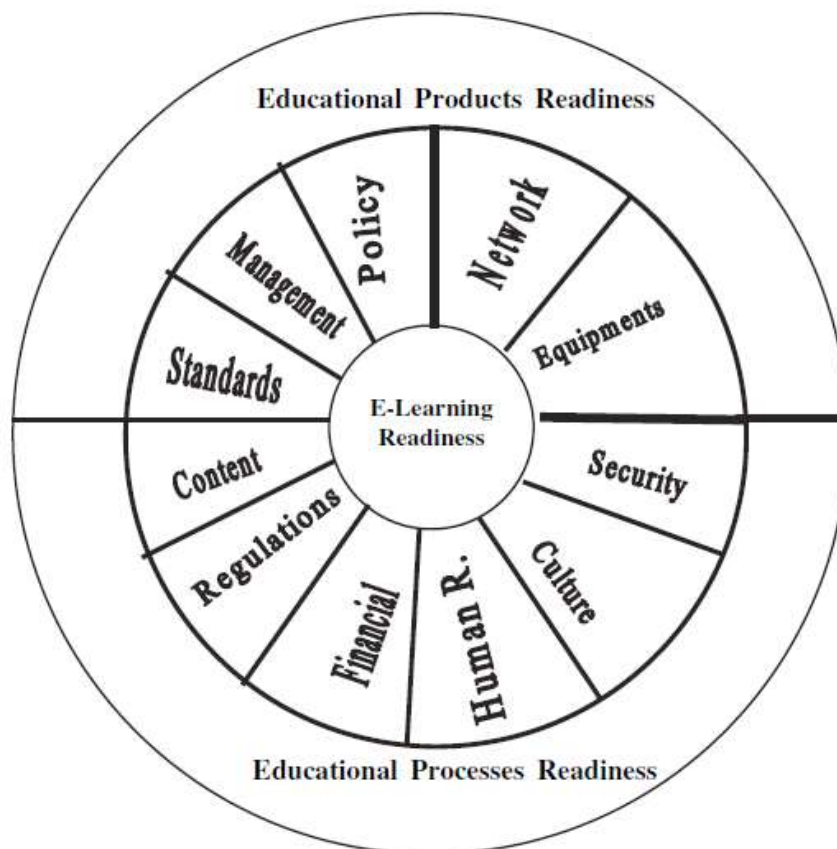 Educational Products Readiness
Policy
Network
Management
Equipments
Standards
E-Learning
Readiness
Content
Security
Regulations
Culture
Financial
Human R.
Educational Processes Readiness